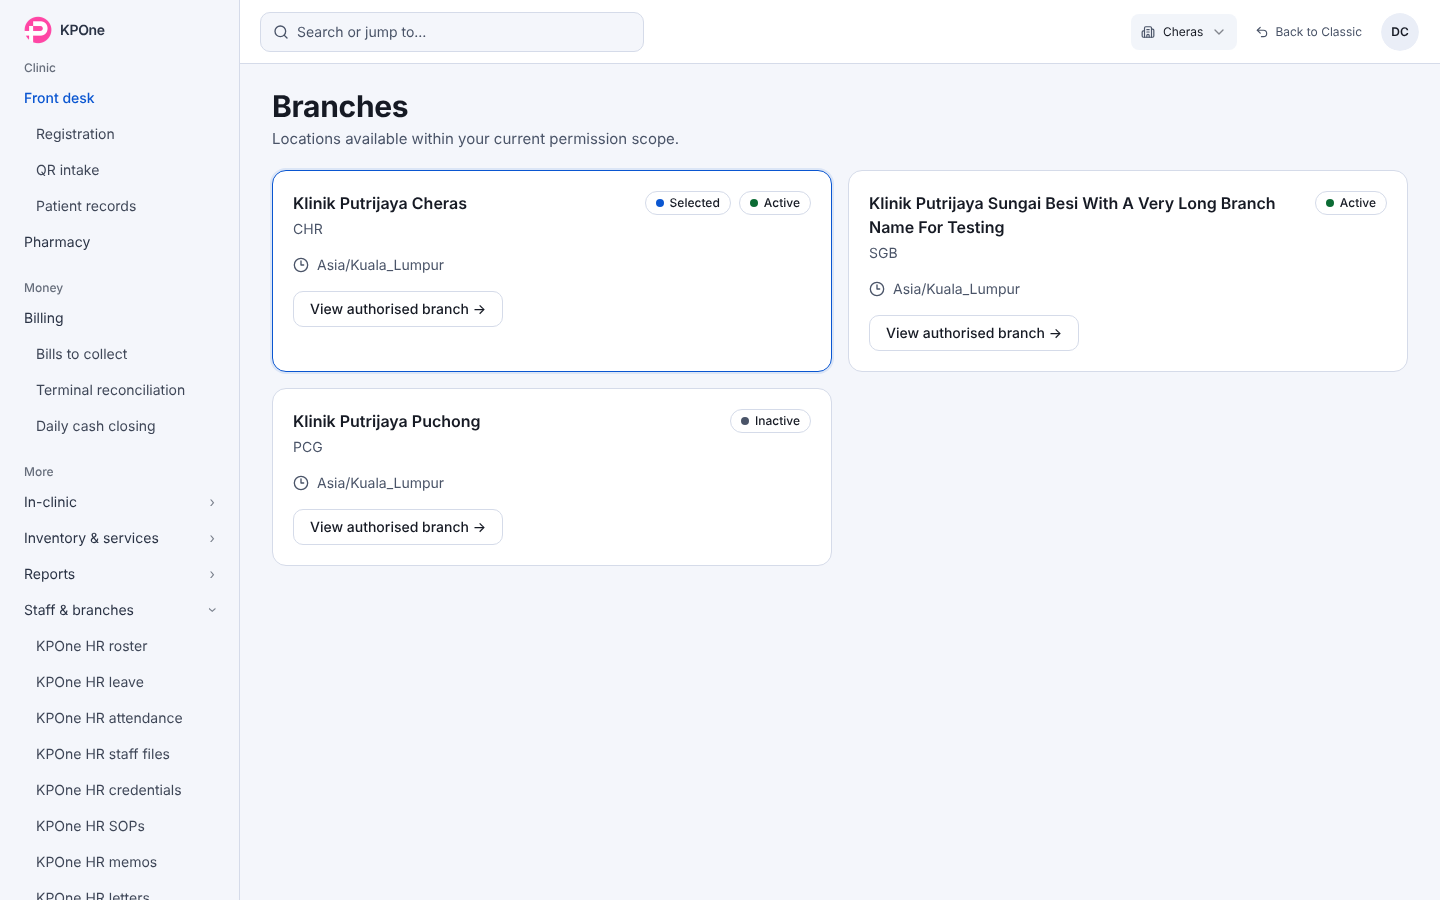 KPOne
Clinic
Front desk
Registration
QR intake
Patient records
Pharmacy
Money
Billing
Bills to collect
Terminal reconciliation
Daily cash closing
More
In-clinic
Inventory & services
Reports
Staff & branches
KPOne HR roster
KPOne HR leave
KPOne HR attendance
KPOne HR staff files
KPOne HR credentials
KPOne HR SOPs
KPOne HR memos
KPOne HR letters
Search or jump to...
Cheras
Back to Classic
DC
Branches
Locations available within your current permission scope.
Klinik Putrijaya Cheras
Selected
Active
CHR
Asia/Kuala_Lumpur
View authorised branch →
Klinik Putrijaya Sungai Besi With A Very Long Branch
Name For Testing
Active
SGB
Asia/Kuala_Lumpur
View authorised branch →
Klinik Putrijaya Puchong
Inactive
PCG
Asia/Kuala_Lumpur
View authorised branch →